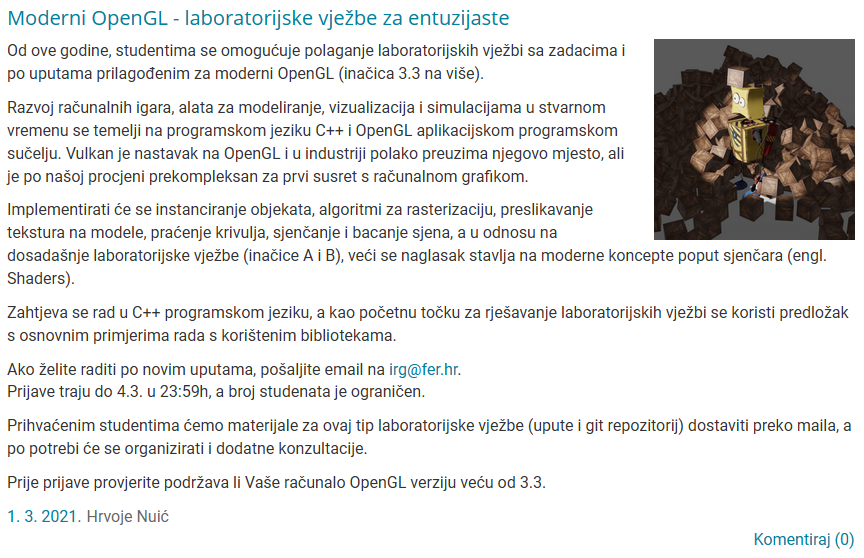 Moderni OpenGL - laboratorijske vježbe za entuzijaste
Od ove godine, studentima se omogućuje polaganje laboratorijskih vježbi sa zadacima i
po uputama prilagođenim za moderni OpenGL (inačica 3.3 na više).
Razvoj računalnih igara, alata za modeliranje, vizualizacija i simulacijama u stvarnom
vremenu se temelji na programskom jeziku C++ i OpenGL aplikacijskom programskom
sučelju. Vulkan je nastavak na OpenGL i u industriji polako preuzima njegovo mjesto, ali
je po našoj procjeni prekompleksan za prvi susret s računalnom grafikom.
Implementirati će se instanciranje objekata, algoritmi za rasterizaciju, preslikavanje
tekstura na modele, praćenje krivulja, sjenčanje i bacanje sjena, a u odnosu na
dosadašnje laboratorijske vježbe (inačice A i B), veći se naglasak stavlja na moderne koncepte poput sjenčara (engl.
Shaders).
Zahtjeva se rad u C++ programskom jeziku, a kao početnu točku za rješavanje laboratorijskih vježbi se koristi predložak
s osnovnim primjerima rada s korištenim bibliotekama.
Ako želite raditi po novim uputama, pošaljite email na irg@fer.hr.
Prijave traju do 4.3. u 23:59h, a broj studenata je ograničen.
Prihvaćenim studentima ćemo materijale za ovaj tip laboratorijske vježbe (upute i git repozitorij) dostaviti preko maila, a
po potrebi će se organizirati i dodatne konzultacije.
Prije prijave provjerite podržava li Vaše računalo OpenGL verziju veću od 3.3.
1. 3. 2021. Hrvoje Nuić
Komentiraj (0)